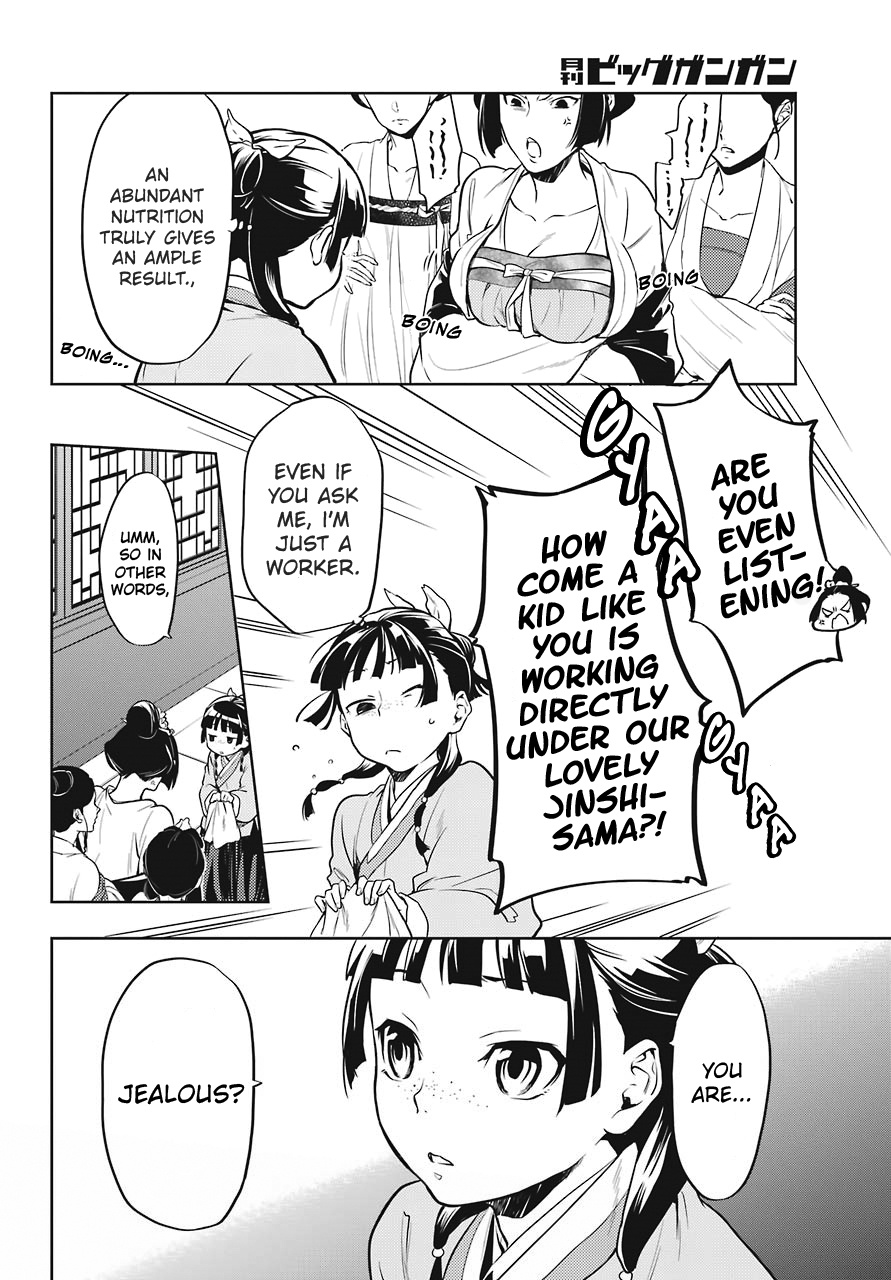 月刊ビッグガンガン
BOING
BOING
AN
ABUNDANT
NUTRITION
TRULY GIVES
AN AMPLE
RESULT.,
BOING...
ARE
YOU
EVEN
LIST-
ENING!
GYAA
HOW
COME A
KID LIKE
YOU IS
WORKING
DIRECTLY
UNDER OUR
LOVELY
JINSHI-
SAMA?!
GYAA
EVEN IF
YOU ASK
ME, I'M
JUST A
WORKER.
UMM,
SO IN
OTHER
WORDS,
YOU
ARE...
JEALOUS?